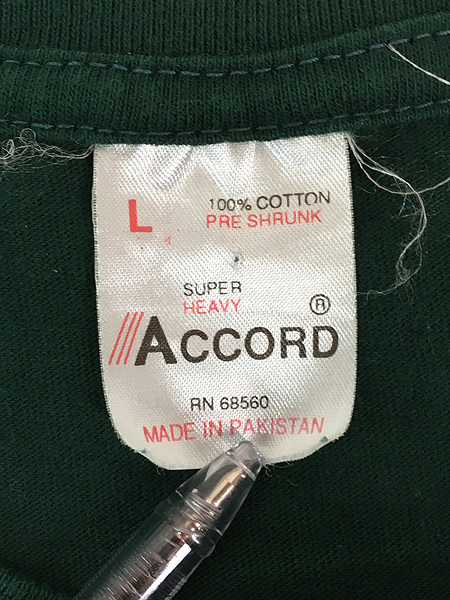 L
100% COTTON
PRE SHRUNK
SUPER
HEAVY
ACCORD ®
RN 68560
MADE IN PAKISTAN